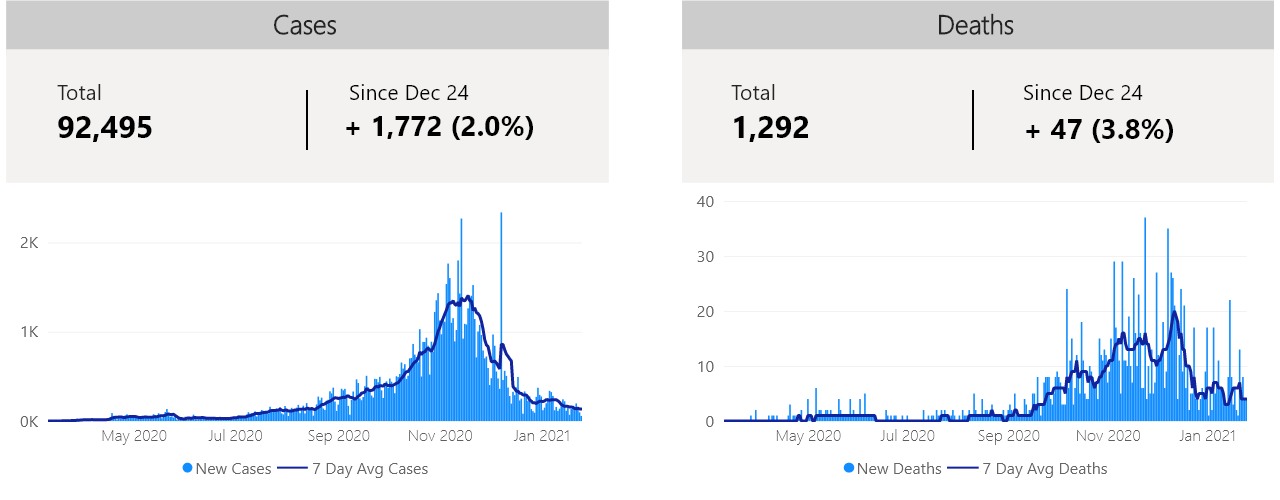 Cases
Total
92,495
Since Dec 24
+ 1,772 (2.0%)
2K
1K
0K
May 2020 Jul 2020 Sep 2020 Nov 2020 Jan 2021
New Cases 7 Day Avg Cases
Deaths
Total
1,292
Since Dec 24
+ 47 (3.8%)
40
30
20
10
0
May 2020 Jul 2020 Sep 2020 Nov 2020 Jan 2021
New Deaths 7 Day Avg Deaths